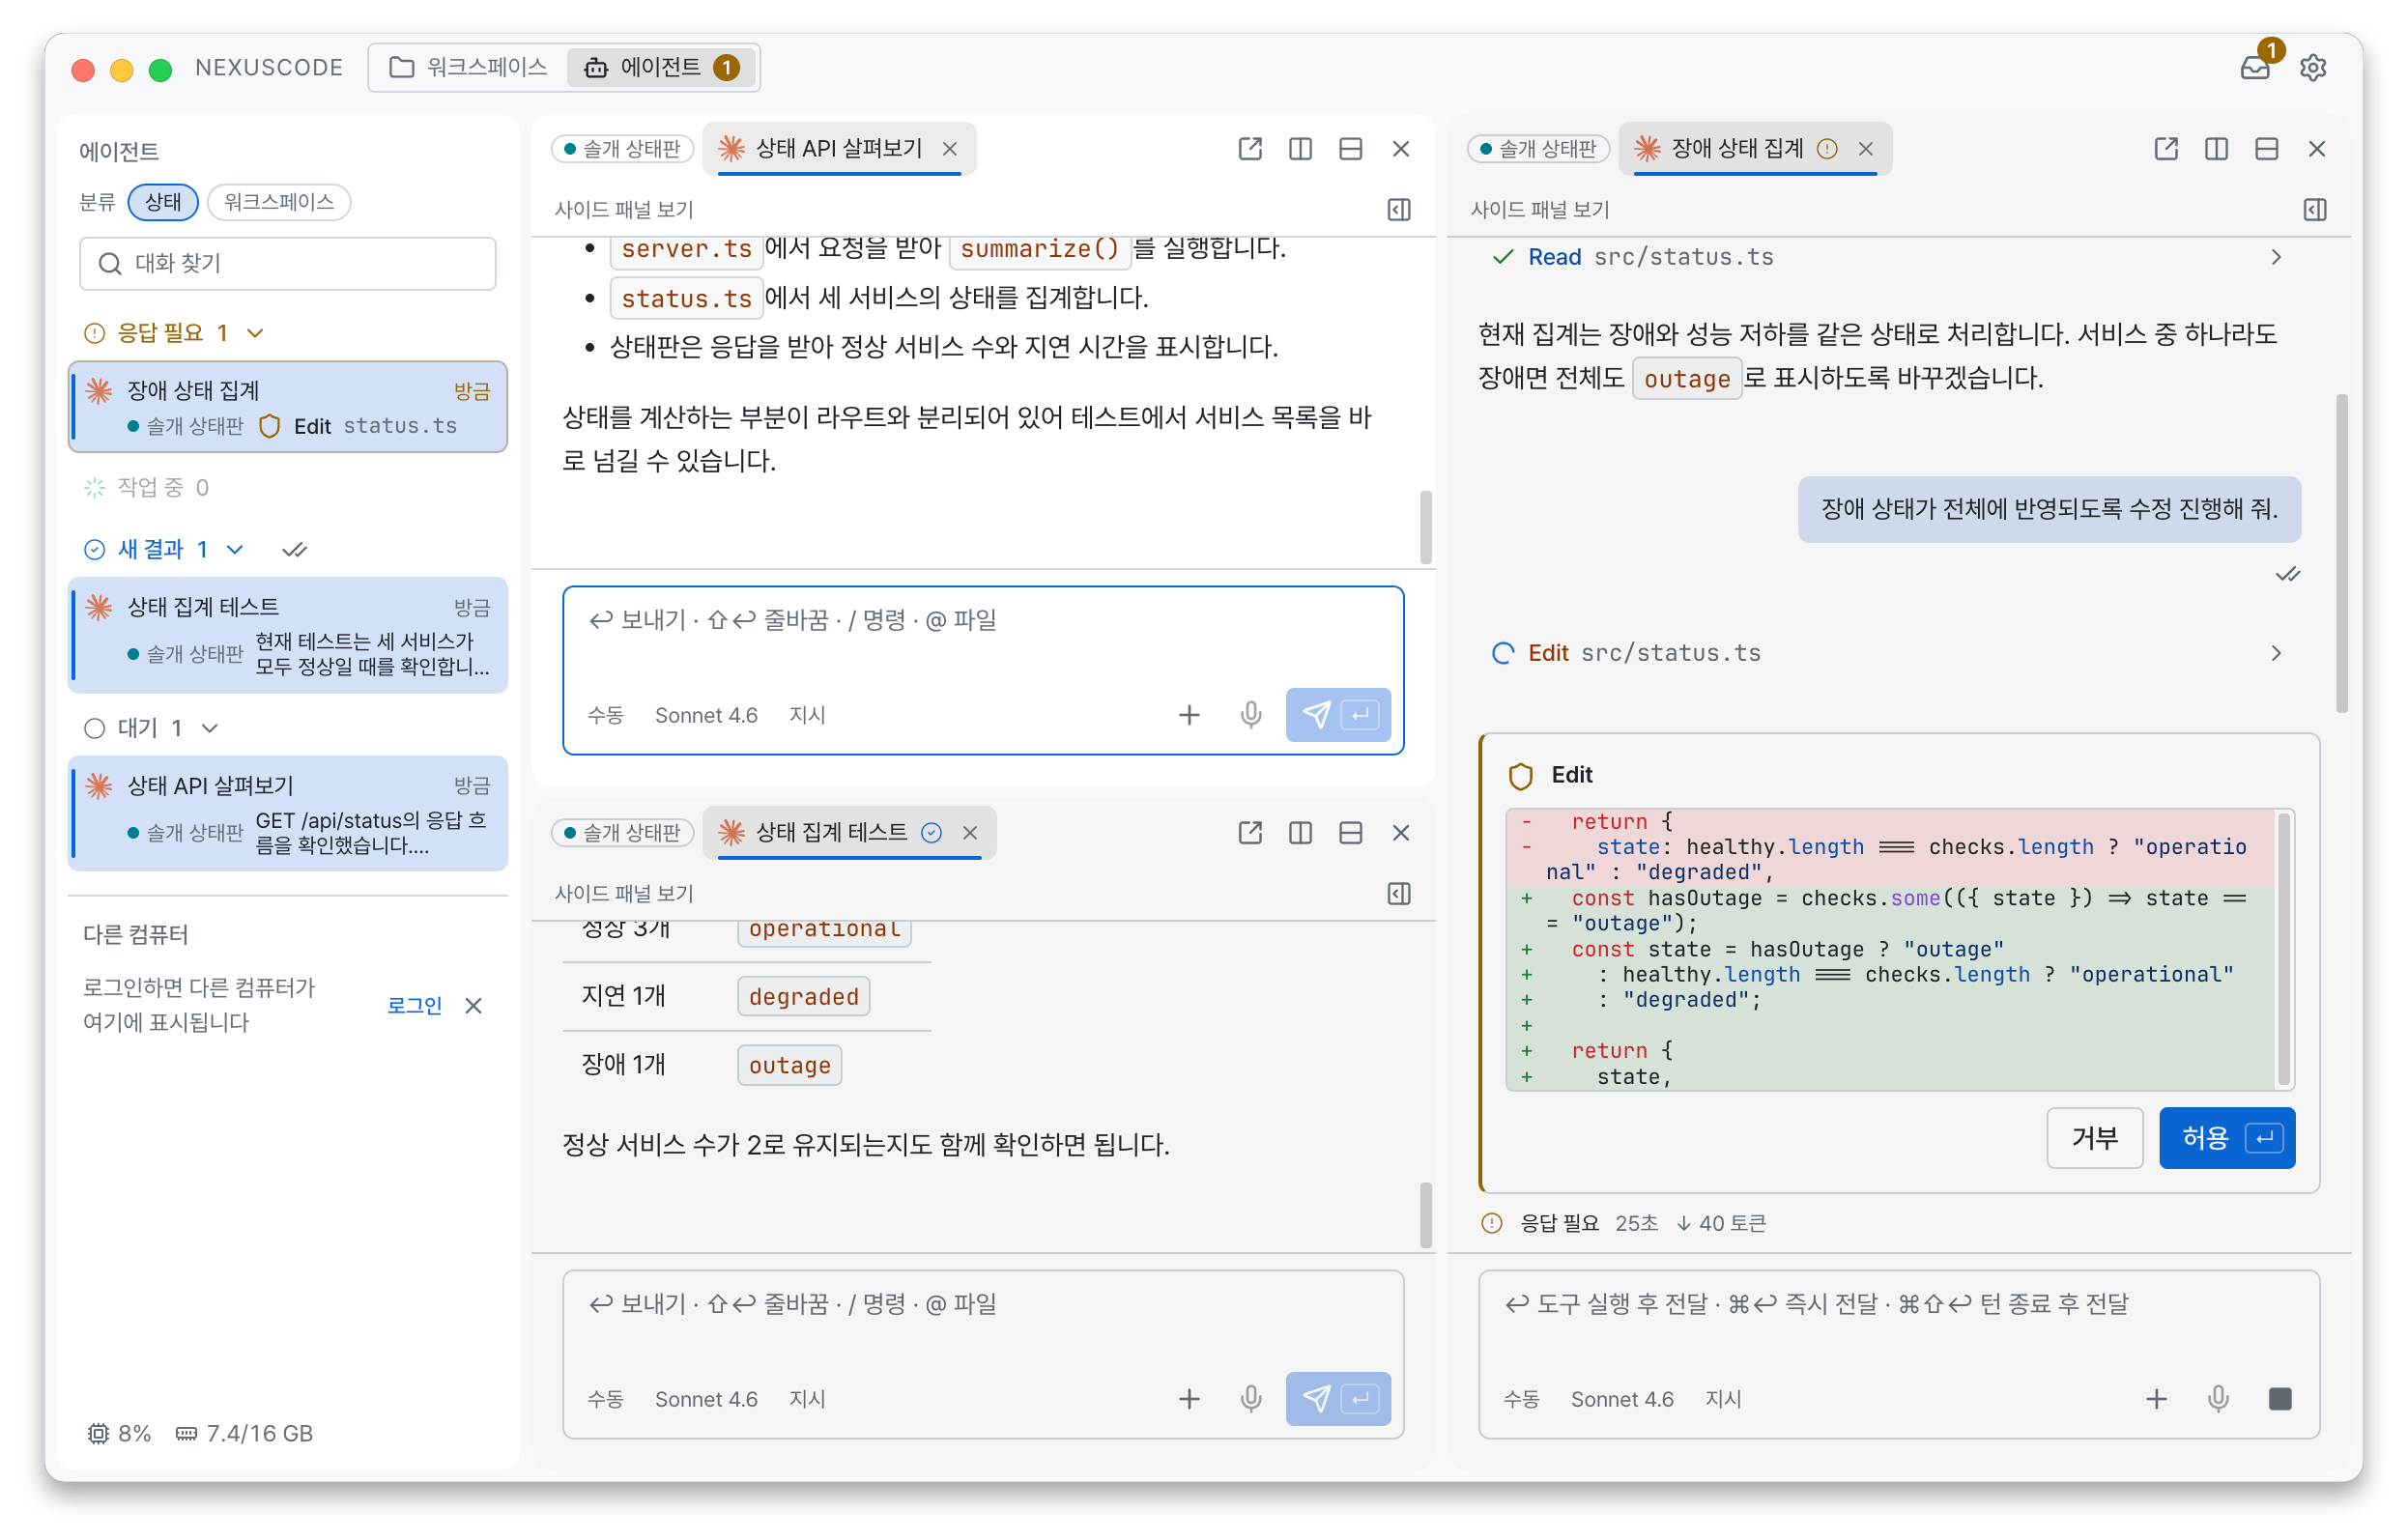 NEXUSCODE
워크스페이스
에이전트 1
1
에이전트
분류 상태 워크스페이스
대화 찾기
응답 필요 1
장애 상태 집계 방금
솔개 상태판 Edit status.ts
작업 중 0
새 결과 1
상태 집계 테스트 방금
솔개 상태판
현재 테스트는 세 서비스가
모두 정상일 때를 확인합니...
대기 1
상태 API 살펴보기 방금
솔개 상태판
GET /api/status의 응답 흐
름을 확인했습니다....
다른 컴퓨터
로그인하면 다른 컴퓨터가
여기에 표시됩니다
로그인
8% 7.4/16 GB
솔개 상태판 상태 API 살펴보기
사이드 패널 보기
• server.ts에서 요청을 받아 summarize()를 실행합니다.
• status.ts에서 세 서비스의 상태를 집계합니다.
• 상태판은 응답을 받아 정상 서비스 수와 지연 시간을 표시합니다.
상태를 계산하는 부분이 라우트와 분리되어 있어 테스트에서 서비스 목록을 바
로 넘길 수 있습니다.
↩ 보내기 · ⇧↩ 줄바꿈 · / 명령 · @ 파일
수동 Sonnet 4.6 지시
솔개 상태판 상태 집계 테스트
사이드 패널 보기
정상 3개 operational
지연 1개 degraded
장애 1개 outage
정상 서비스 수가 2로 유지되는지도 함께 확인하면 됩니다.
↩ 보내기 · ⇧↩ 줄바꿈 · / 명령 · @ 파일
수동 Sonnet 4.6 지시
솔개 상태판 장애 상태 집계
사이드 패널 보기
Read src/status.ts
현재 집계는 장애와 성능 저하를 같은 상태로 처리합니다. 서비스 중 하나라도
장애면 전체도 outage로 표시하도록 바꾸겠습니다.
장애 상태가 전체에 반영되도록 수정 진행해 줘.
Edit src/status.ts
Edit
- return {
- state: healthy.length === checks.length ? "operatio
nal" : "degraded",
+ const hasOutage = checks.some(({ state }) => state ==
= "outage");
+ const state = hasOutage ? "outage"
+ : healthy.length === checks.length ? "operational"
+ : "degraded";
+
+ return {
+ state,
거부 허용
응답 필요 25초 ↓ 40 토큰
↩ 도구 실행 후 전달 · ⌘↩ 즉시 전달 · ⌘⇧↩ 턴 종료 후 전달
수동 Sonnet 4.6 지시